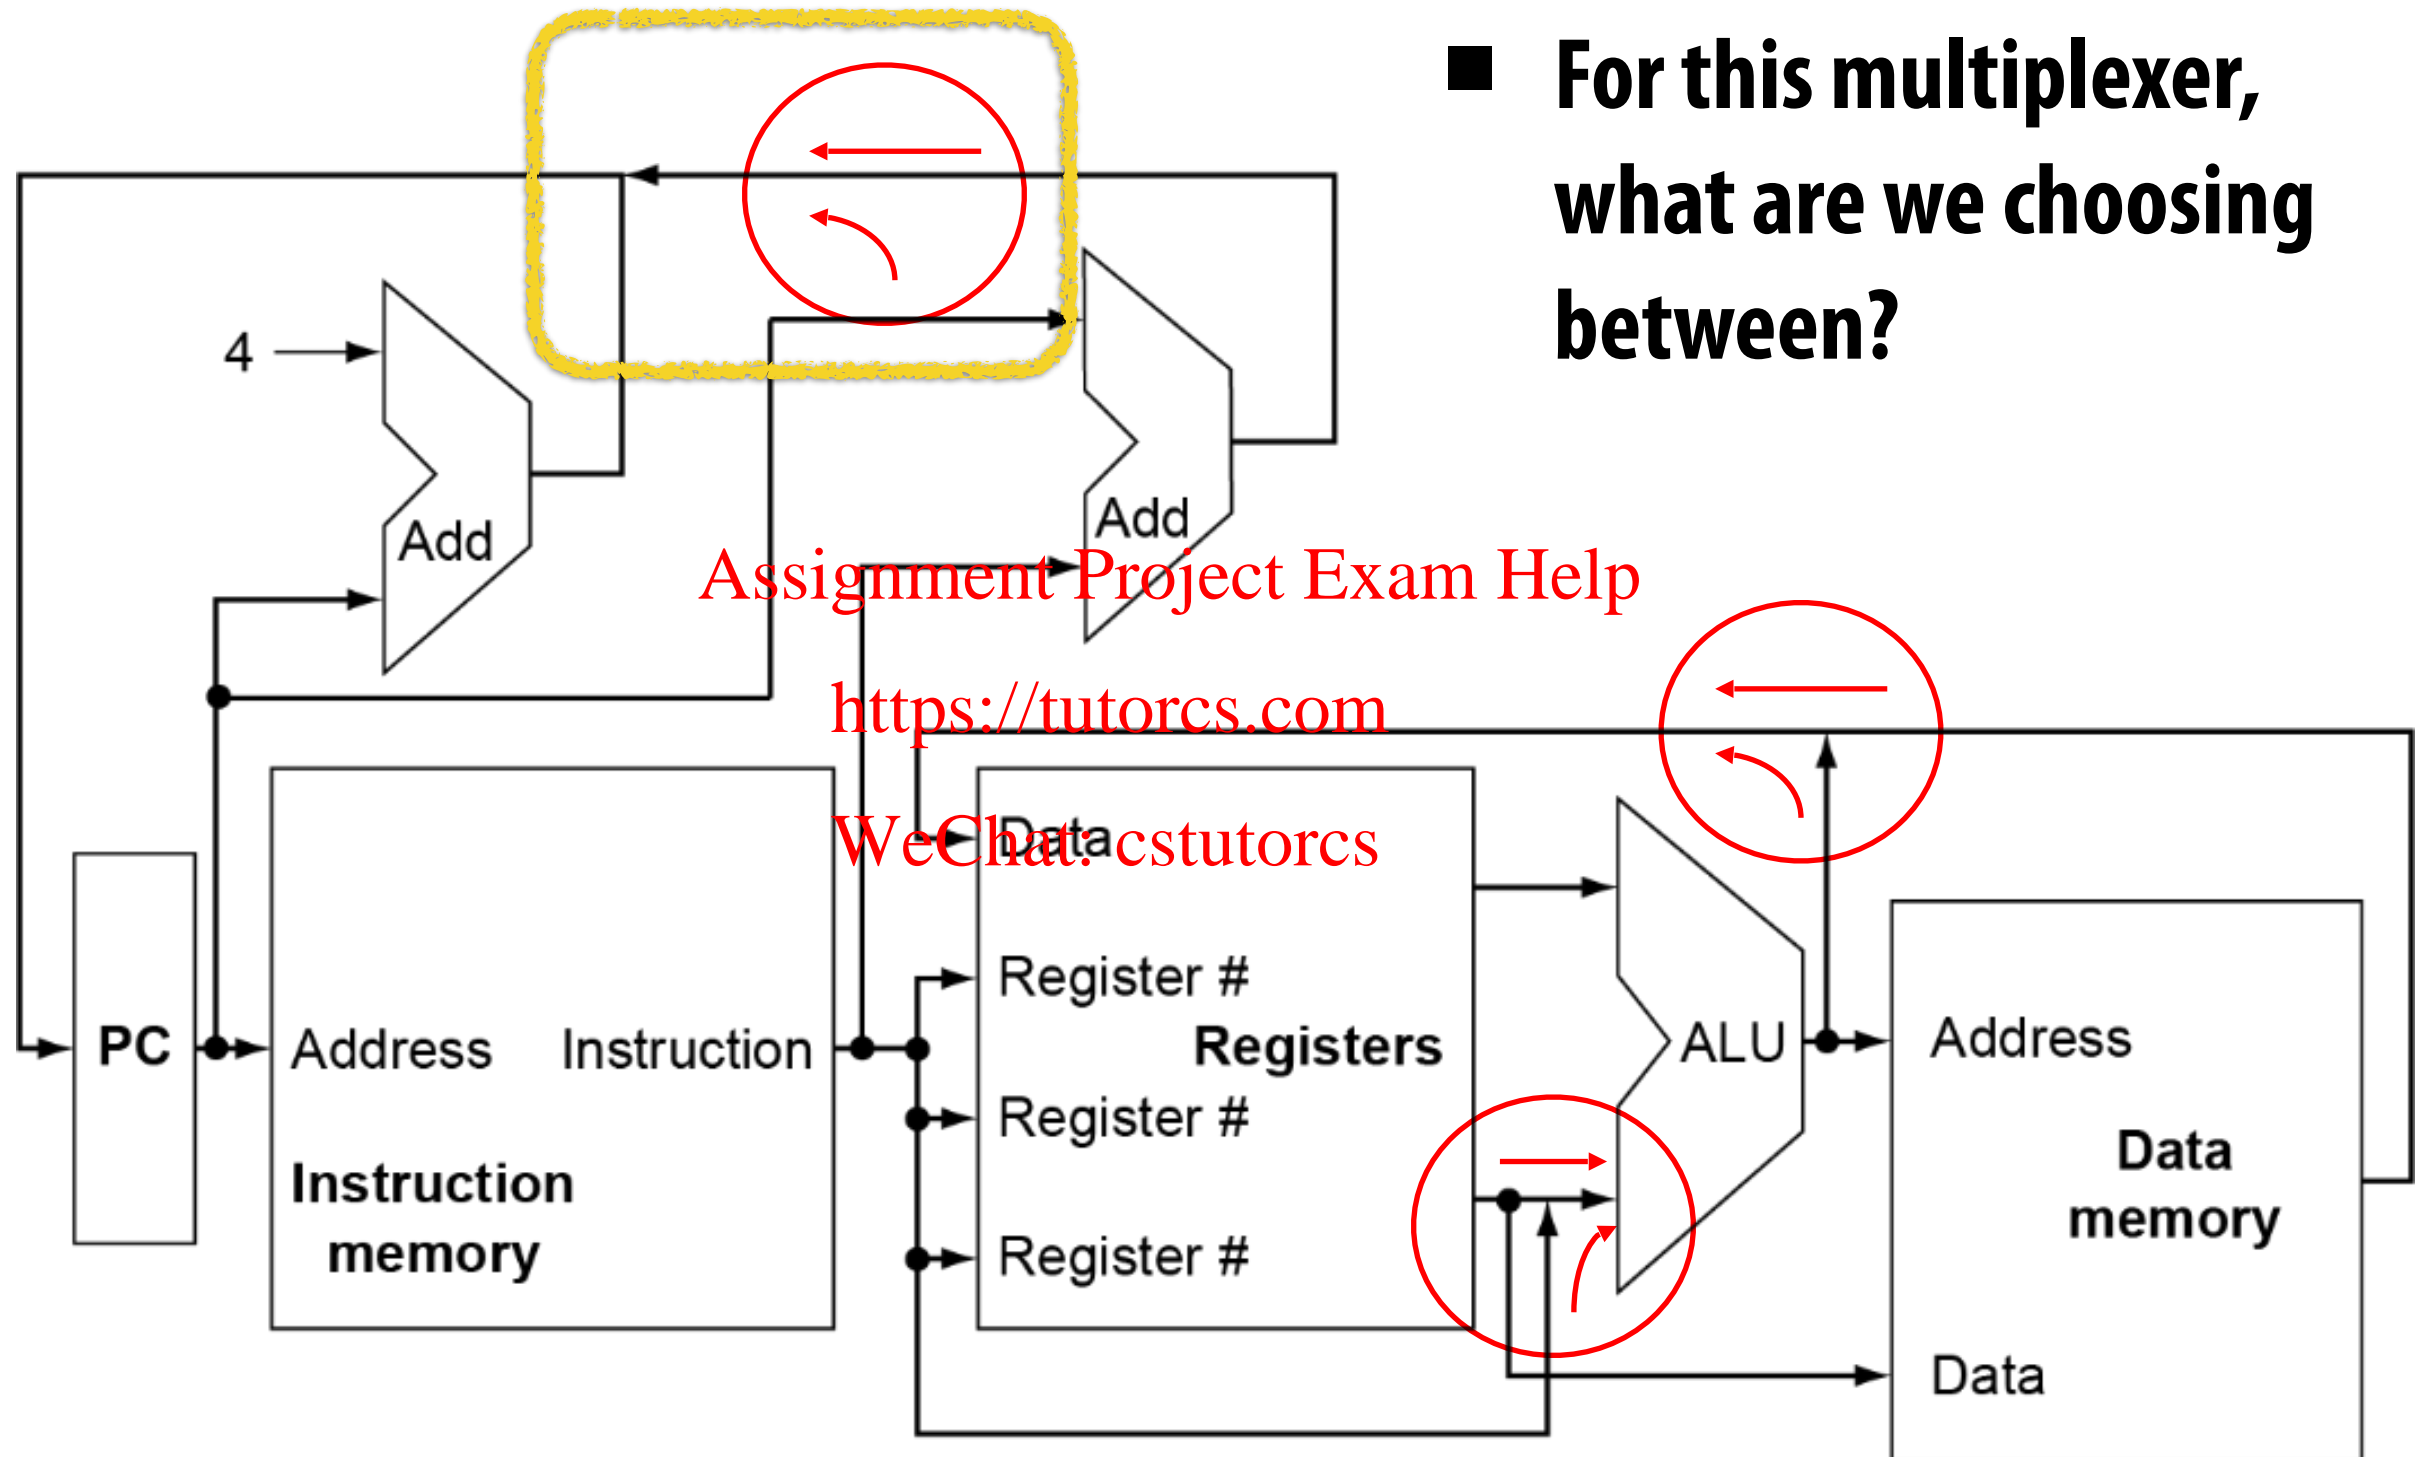 ■ For this multiplexer,
what are we choosing
between?
4
Add
Add
Assignment Project Exam Help
https://tutorcs.com
WeChat: cstutorcs
Data
PC
Address
Instruction
Instruction
memory
Register #
Registers
Register #
Register #
ALU
Address
Data
memory
Data